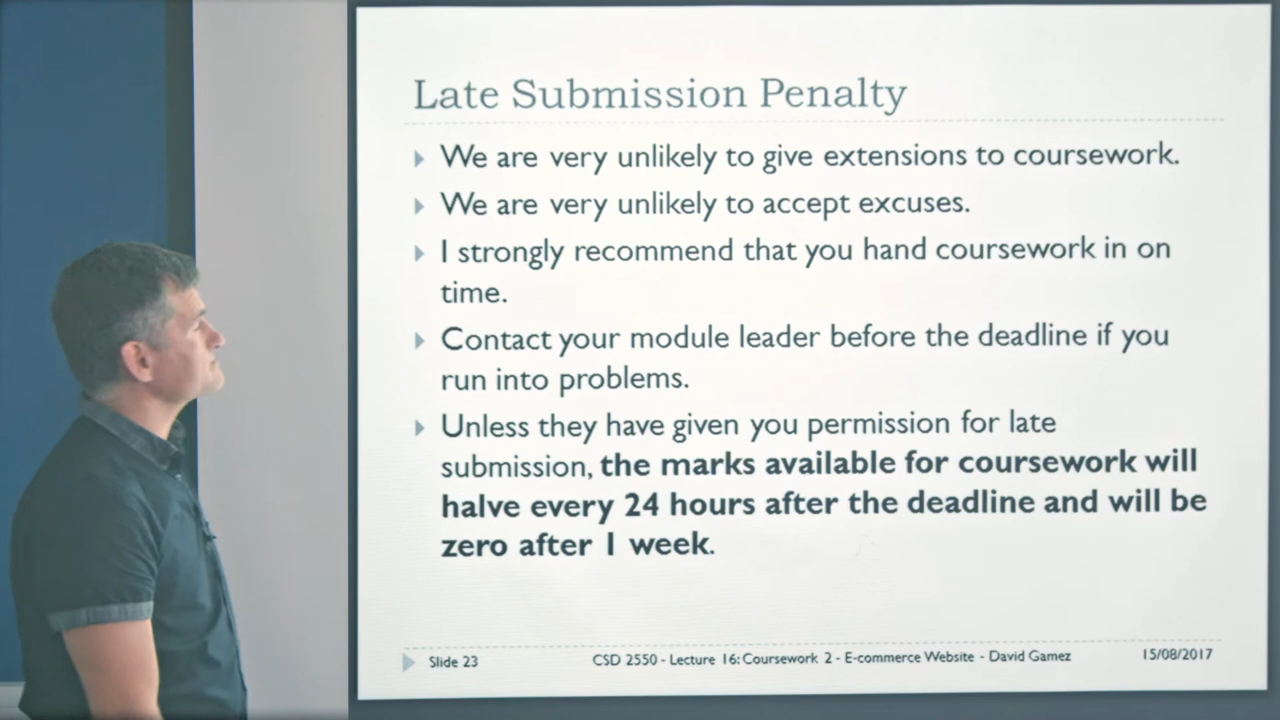 Late Submission Penalty
We are very unlikely to give extensions to coursework.
We are very unlikely to accept excuses.
I strongly recommend that you hand coursework in on
time.
Contact your module leader before the deadline if you
run into problems.
Unless they have given you permission for late
submission, the marks available for coursework will
halve every 24 hours after the deadline and will be
zero after 1 week.
Slide 23
CSD 2550 - Lecture 16: Coursework 2 - E-commerce Website - David Gamez
15/08/2017